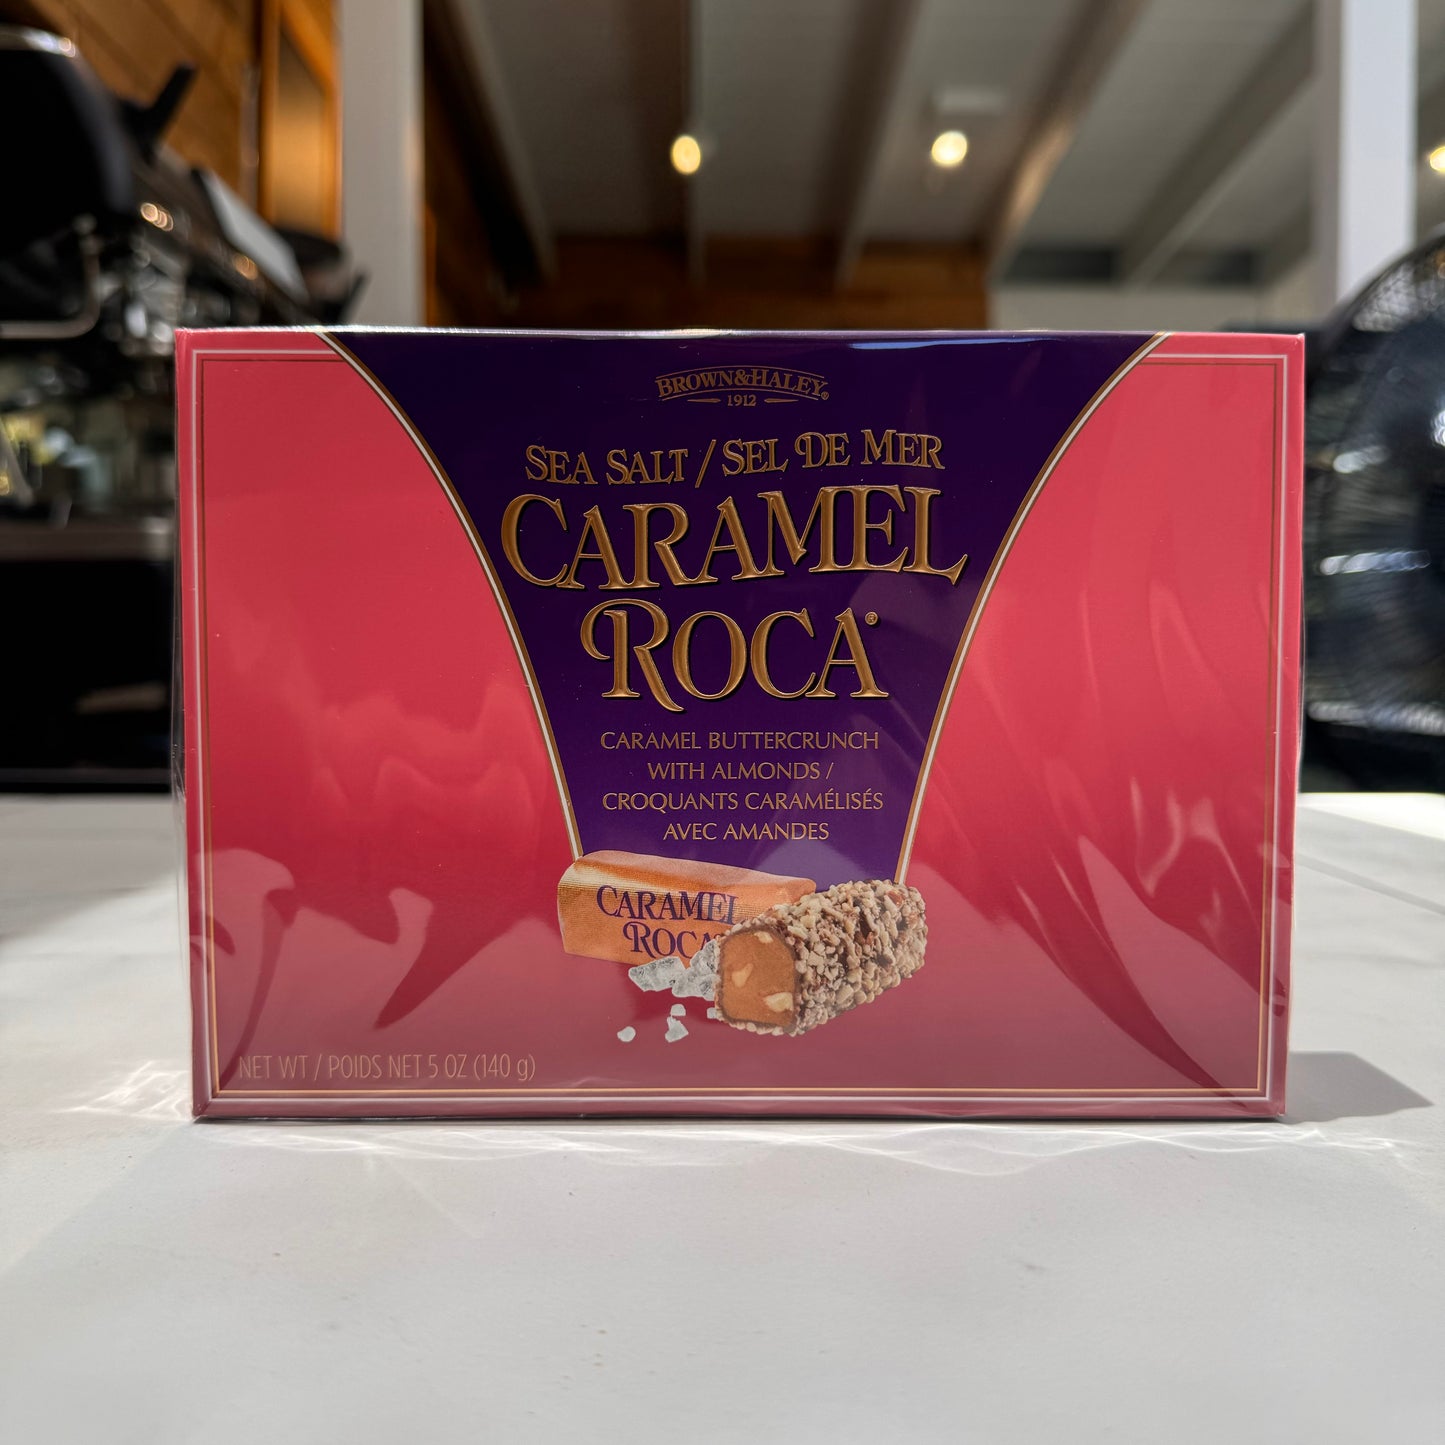 BROWN&HALEY®
1912
SEA SALT / SEL DE MER
CARAMEL
ROCA®
CARAMEL BUTTERCRUNCH
WITH ALMONDS /
CROQUANTS CARAMÉLISÉS
AVEC AMANDES
CARAMEL
ROCA
NET WT / POIDS NET 5 OZ (140 g)